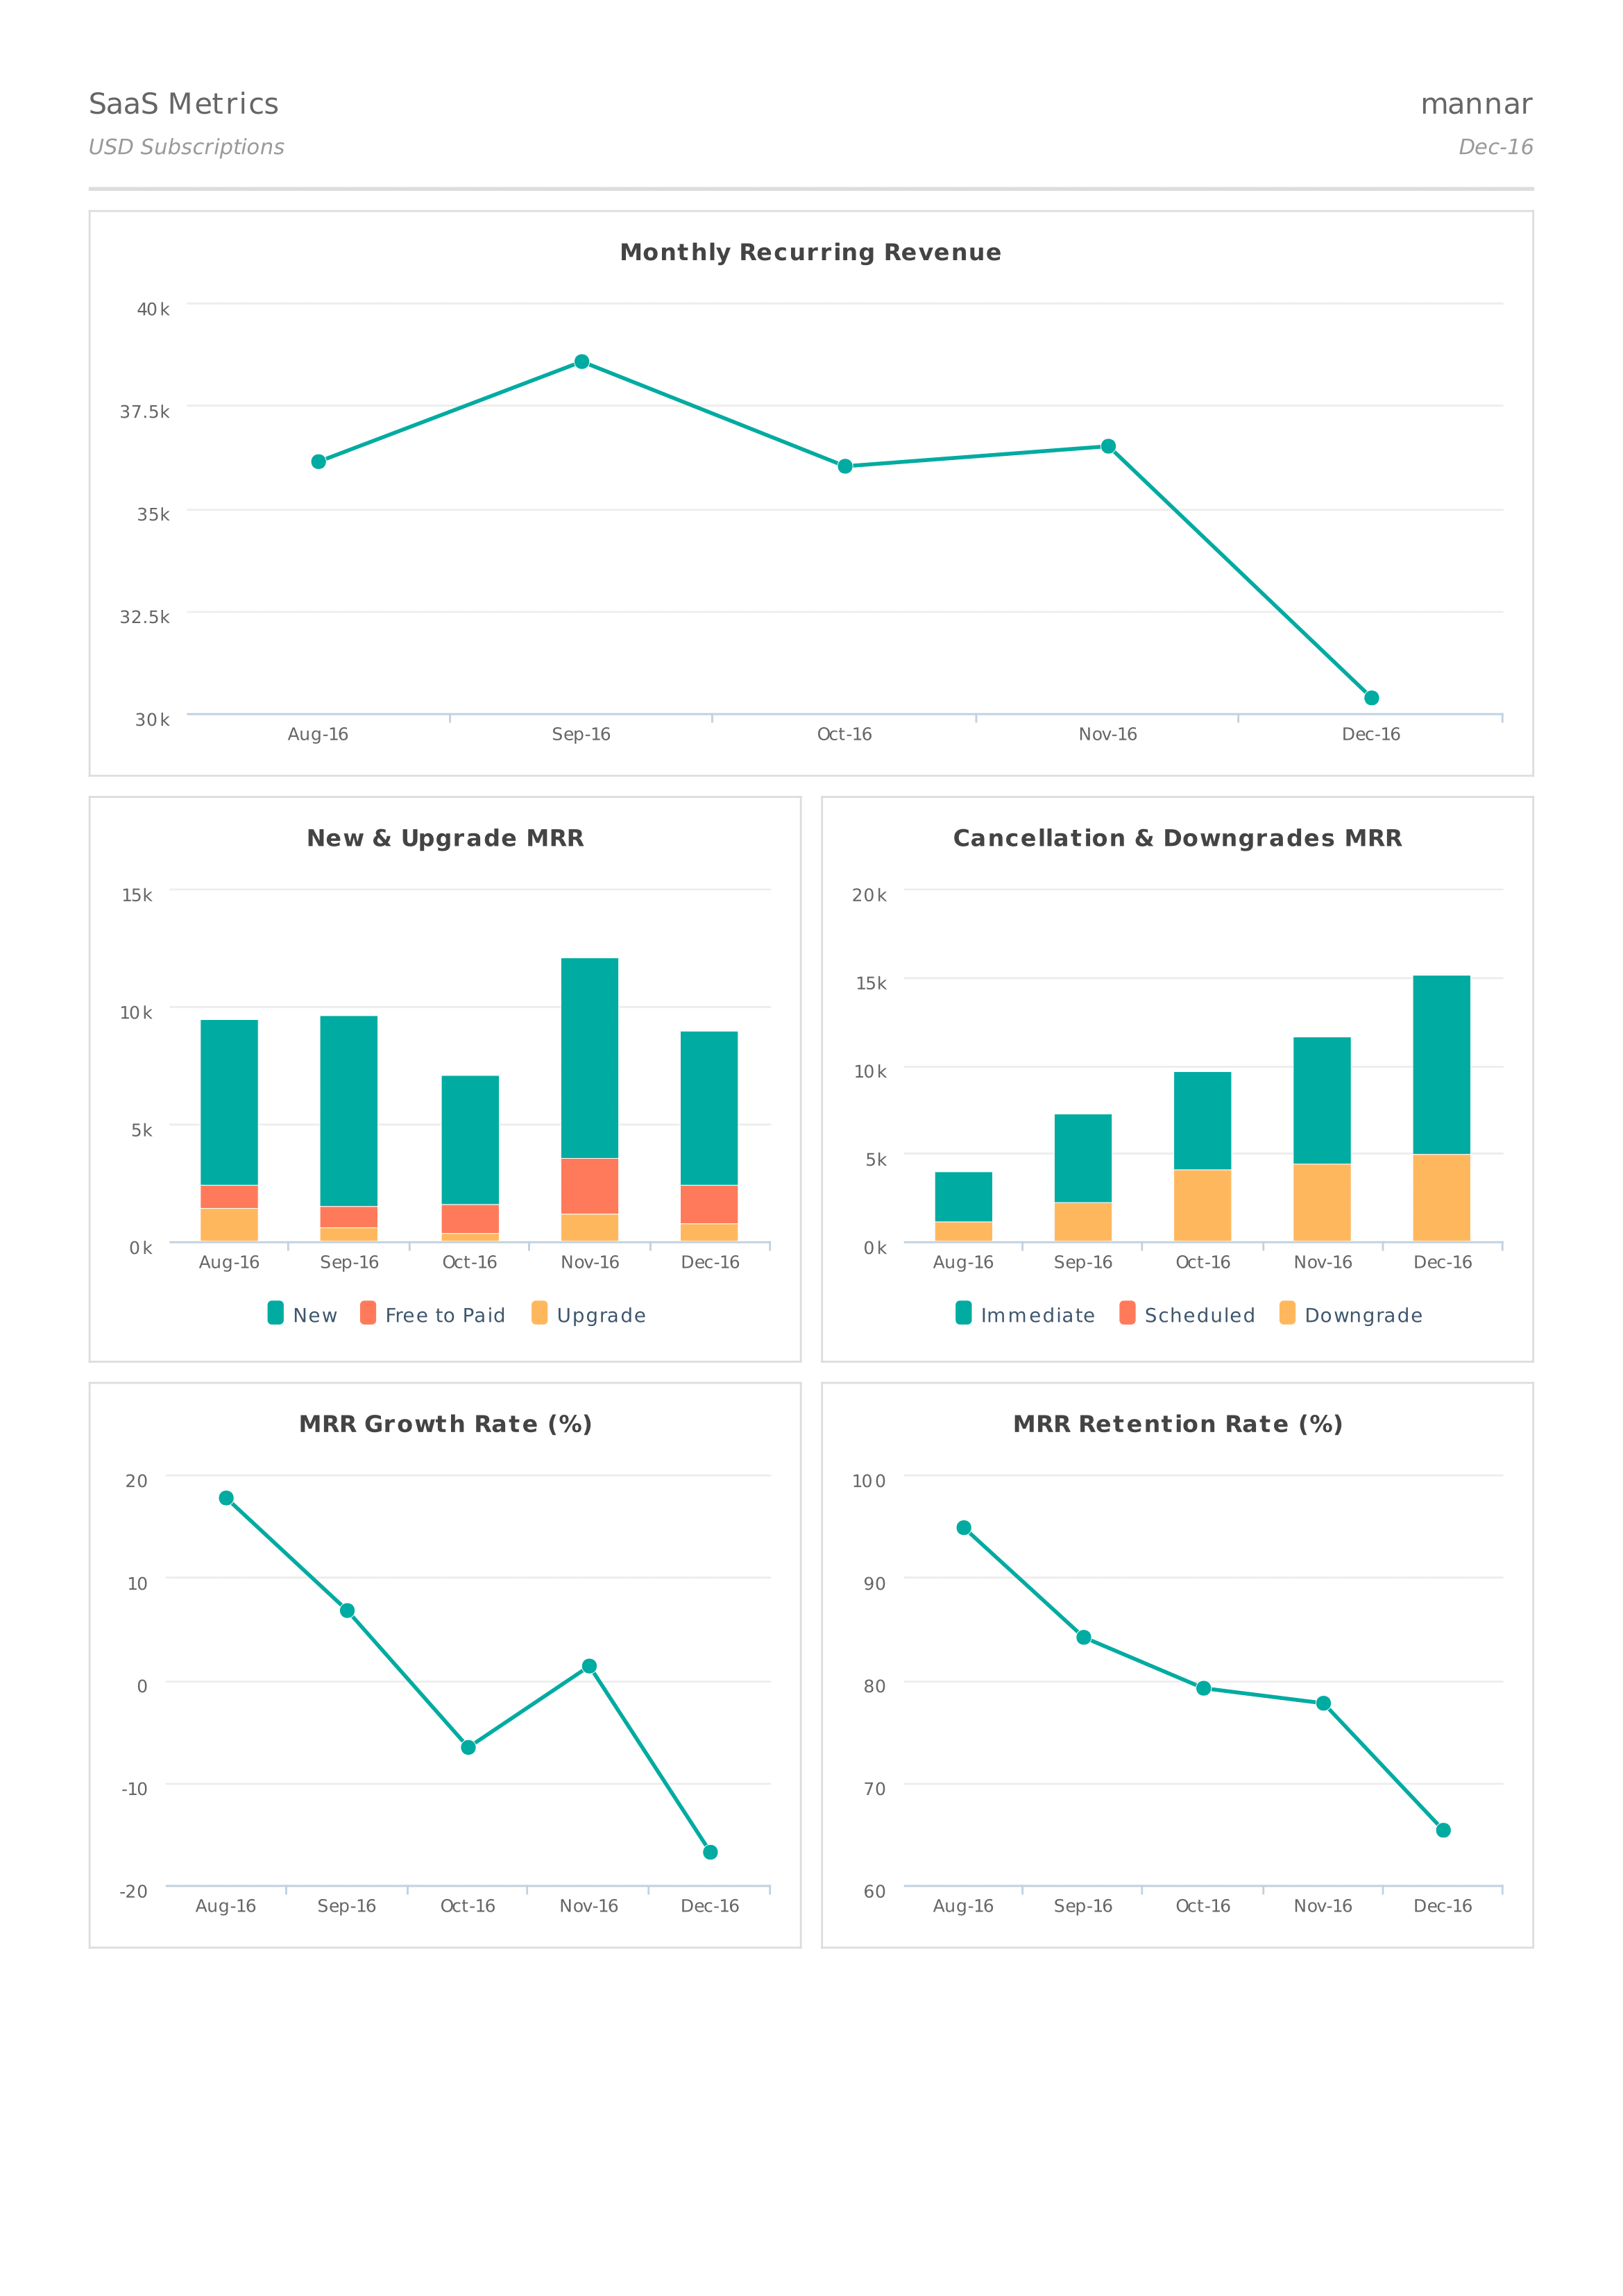 SaaS Metrics
mannar
USD Subscriptions
Dec-16
Monthly Recurring Revenue
40k
37.5k
35k
32.5k
30k
Aug-16 Sep-16 Oct-16 Nov-16 Dec-16
New & Upgrade MRR
15k
10k
5k
0k
Aug-16 Sep-16 Oct-16 Nov-16 Dec-16
New Free to Paid Upgrade
Cancellation & Downgrades MRR
20k
15k
10k
5k
0k
Aug-16 Sep-16 Oct-16 Nov-16 Dec-16
Immediate Scheduled Downgrade
MRR Growth Rate (%)
20
10
0
-10
-20
Aug-16 Sep-16 Oct-16 Nov-16 Dec-16
MRR Retention Rate (%)
100
90
80
70
60
Aug-16 Sep-16 Oct-16 Nov-16 Dec-16